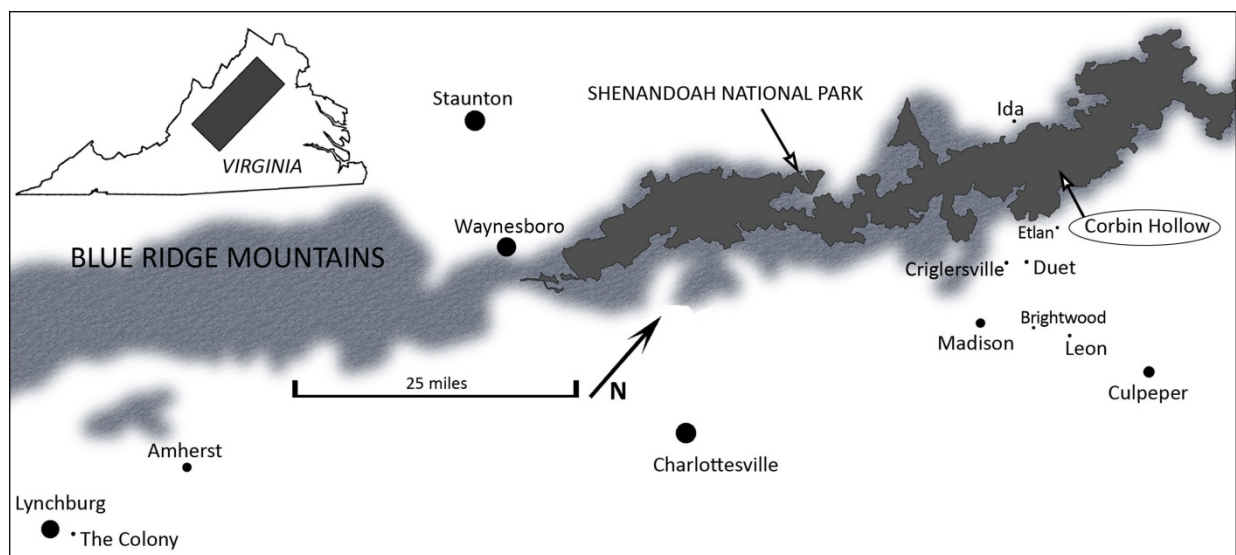 VIRGINIA
Staunton
SHENANDOAH NATIONAL PARK
Ida
Waynesboro
BLUE RIDGE MOUNTAINS
Etlan
Corbin Hollow
Criglersville
Duet
Brightwood
Madison
Leon
25 miles
N
Culpeper
Charlottesville
Amherst
Lynchburg
The Colony